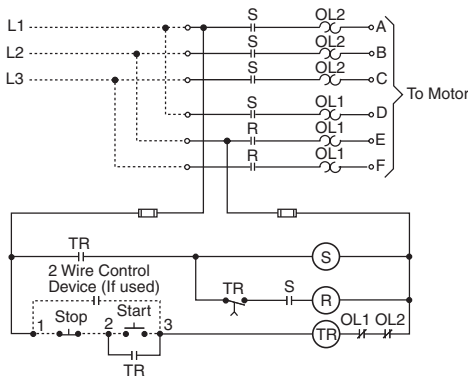 L1 S OL2 A
L2 S OL2 B
L3 S OL2 C
To Motor
S OL1 D
R OL1 E
R OL1 F
TR S
2 Wire Control
Device (If used)
TR S R
1 Stop 2 Start 3 TR OL1 OL2
TR